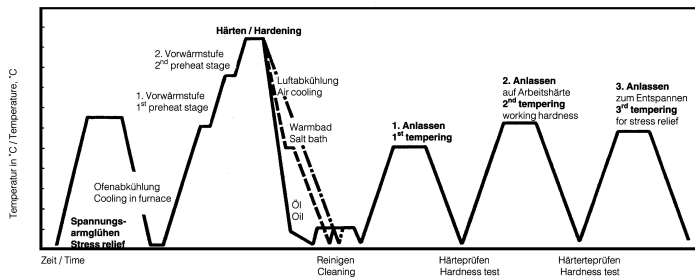 Temperatur in °C / Temperature, °C
Härten / Hardening
2. Vorwärmstufe
2nd preheat stage
1. Vorwärmstufe
1st preheat stage
Luftabkühlung
Air cooling
Warmbad
Salt bath
Öl
Oil
Ofenabkühlung
Cooling in furnace
Spannungs-
armglühen
Stress relief
1. Anlassen
1st tempering
2. Anlassen
auf Arbeitshärte
2nd tempering
working hardness
3. Anlassen
zum Entspannen
3rd tempering
for stress relief
Zeit / Time
Reinigen
Cleaning
Härteprüfen
Hardness test
Härterteprüfen
Hardness test